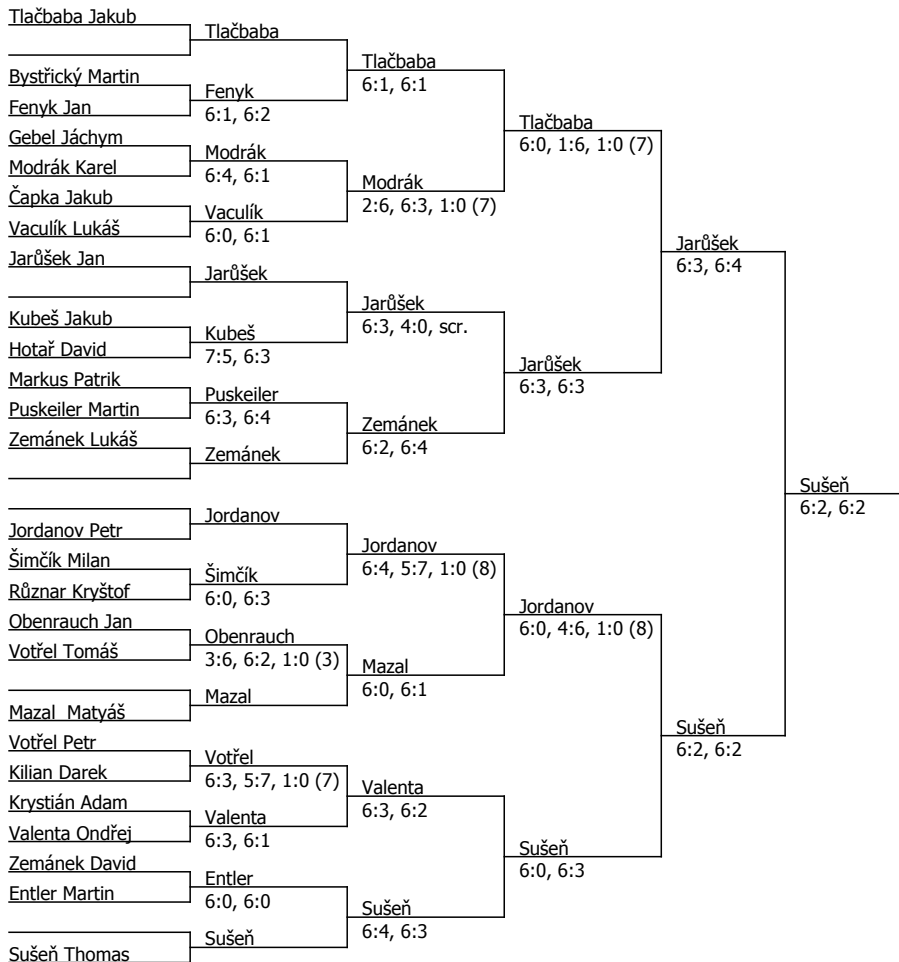 Tlačbaba Jakub
Tlačbaba
Tlačbaba
6:1, 6:1
Bystřický Martin
Fenyk
6:1, 6:2
Fenyk Jan
Tlačbaba
6:0, 1:6, 1:0 (7)
Gebel Jáchym
Modrák
6:4, 6:1
Modrák Karel
Modrák
2:6, 6:3, 1:0 (7)
Čapka Jakub
Vaculík
6:0, 6:1
Vaculík Lukáš
Jarůšek
6:3, 6:4
Jarůšek Jan
Jarůšek
Jarůšek
6:3, 4:0, scr.
Kubeš Jakub
Kubeš
7:5, 6:3
Hotař David
Jarůšek
6:3, 6:3
Markus Patrik
Puskeiler
6:3, 6:4
Puskeiler Martin
Zemánek
6:2, 6:4
Zemánek Lukáš
Zemánek
Sušeň
6:2, 6:2
Jordanov
Jordanov Petr
Jordanov
6:4, 5:7, 1:0 (8)
Šimčík Milan
Šimčík
6:0, 6:3
Různar Kryštof
Jordanov
6:0, 4:6, 1:0 (8)
Obenrauch Jan
Obenrauch
3:6, 6:2, 1:0 (3)
Votřel Tomáš
Mazal
6:0, 6:1
Mazal
Mazal  Matyáš
Sušeň
6:2, 6:2
Votřel Petr
Votřel
6:3, 5:7, 1:0 (7)
Kilian Darek
Valenta
6:3, 6:2
Krystián Adam
Valenta
6:3, 6:1
Valenta Ondřej
Sušeň
6:0, 6:3
Zemánek David
Entler
6:0, 6:0
Entler Martin
Sušeň
6:4, 6:3
Sušeň
Sušeň Thomas